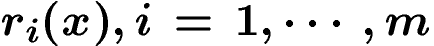 r_i(x), i = 1, ⋯ , m